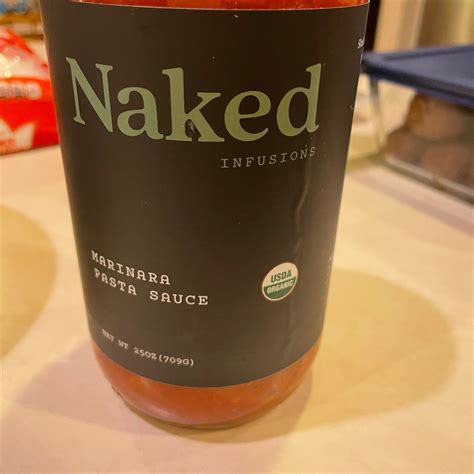 Naked
INFUSIONS
MARINARA
PASTA SAUCE
USDA
ORGANIC
NET WT 25OZ(709G)